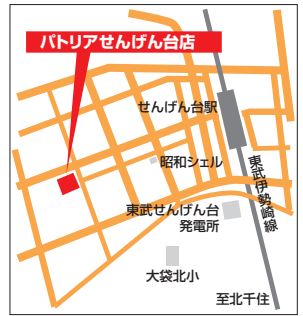 パトリアせんげん台店
せんげん台駅
昭和シェル
東武伊勢崎線
東武せんげん台
発電所
大袋北小
至北千住